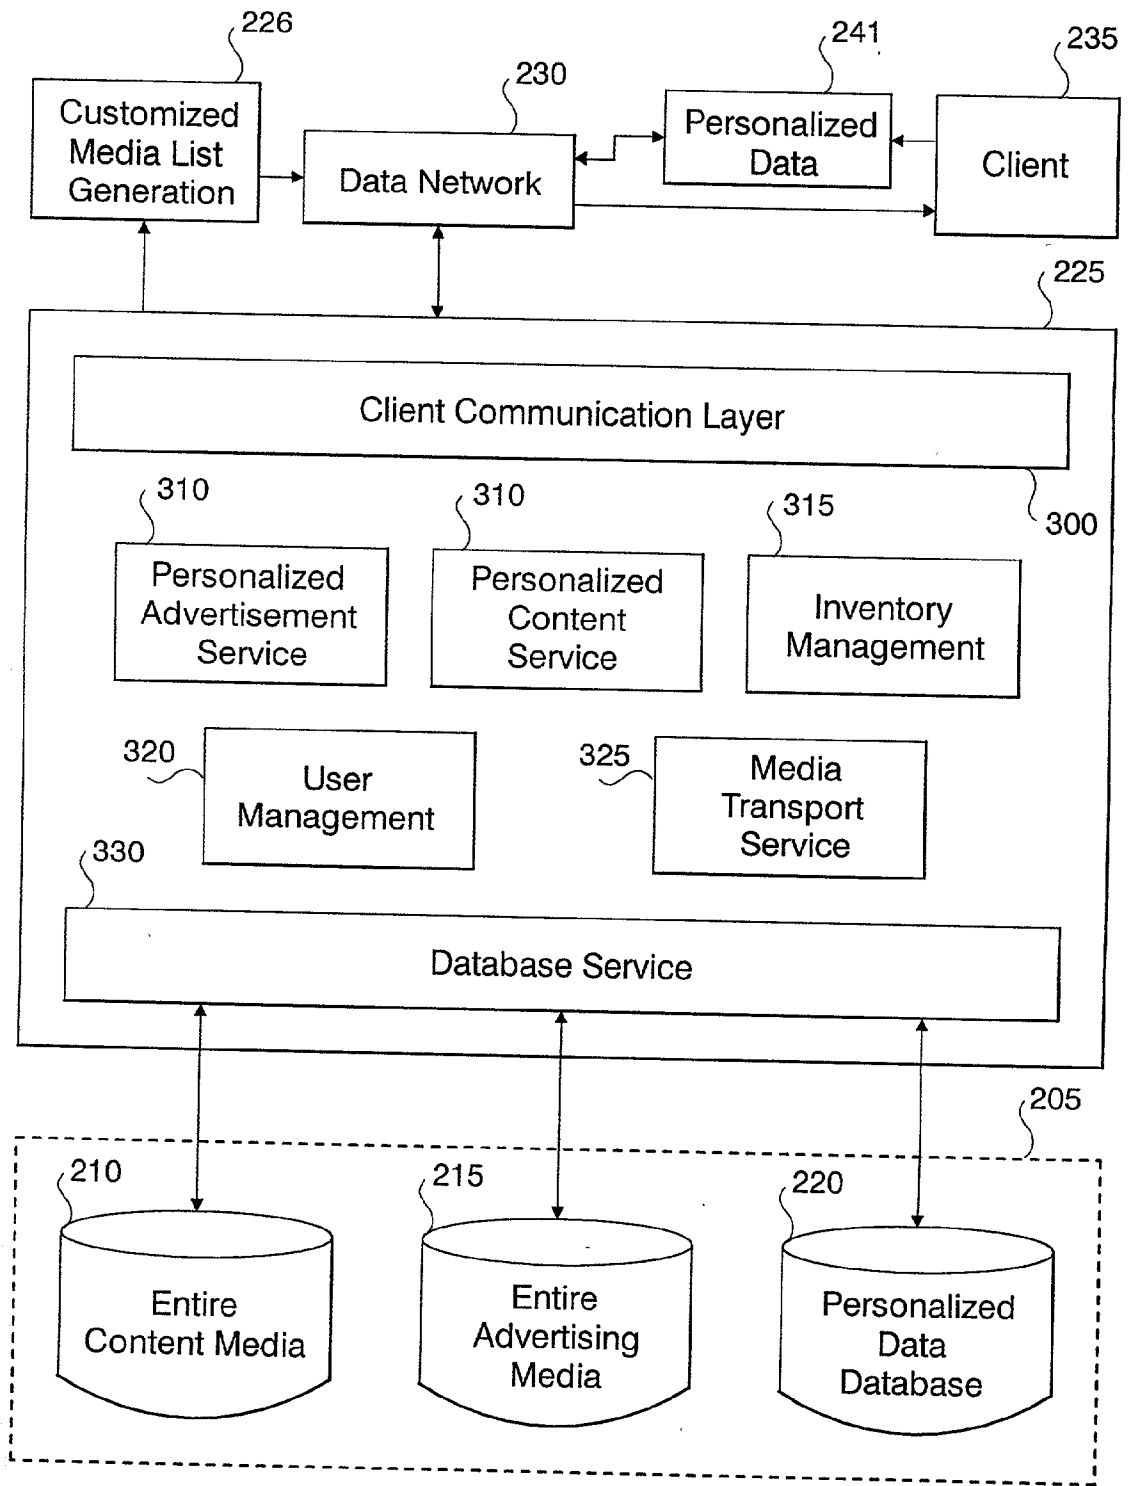 226
Customized
Media List
Generation
230
Data Network
241
Personalized
Data
235
Client
225
Client Communication Layer
300
310
Personalized
Advertisement
Service
310
Personalized
Content
Service
315
Inventory
Management
320
User
Management
325
Media
Transport
Service
330
Database Service
205
210
Entire
Content Media
215
Entire
Advertising
Media
220
Personalized
Data
Database